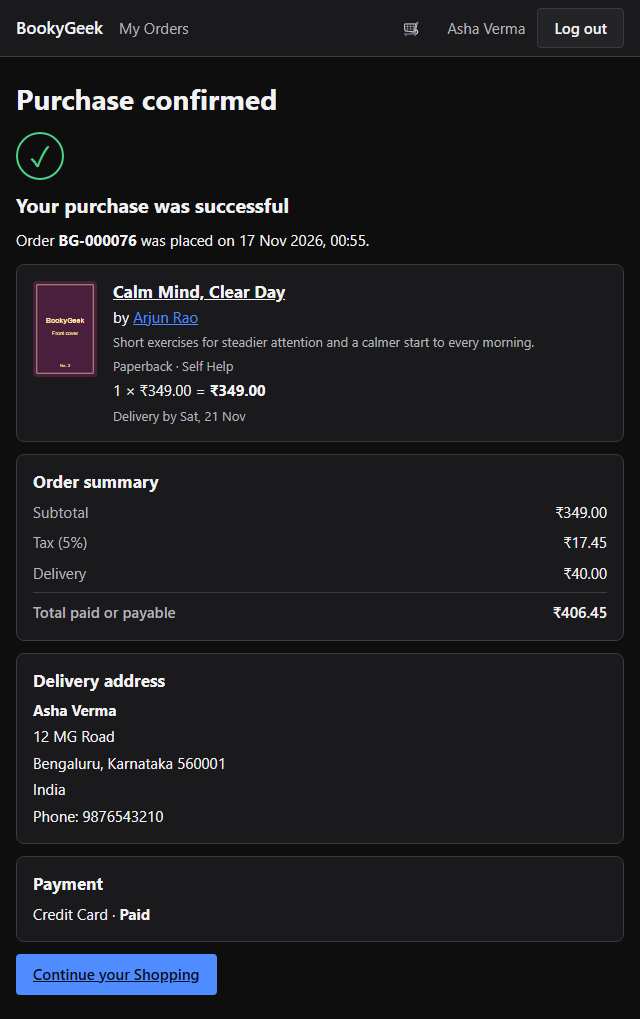 BookyGeek My Orders Asha Verma Log out
Purchase confirmed
Your purchase was successful
Order BG-000076 was placed on 17 Nov 2026, 00:55.
BookyGeek
Front cover
No. 3
Calm Mind, Clear Day
by Arjun Rao
Short exercises for steadier attention and a calmer start to every morning.
Paperback · Self Help
1 × ₹349.00 = ₹349.00
Delivery by Sat, 21 Nov
Order summary
Subtotal ₹349.00
Tax (5%) ₹17.45
Delivery ₹40.00
Total paid or payable ₹406.45
Delivery address
Asha Verma
12 MG Road
Bengaluru, Karnataka 560001
India
Phone: 9876543210
Payment
Credit Card · Paid
Continue your Shopping